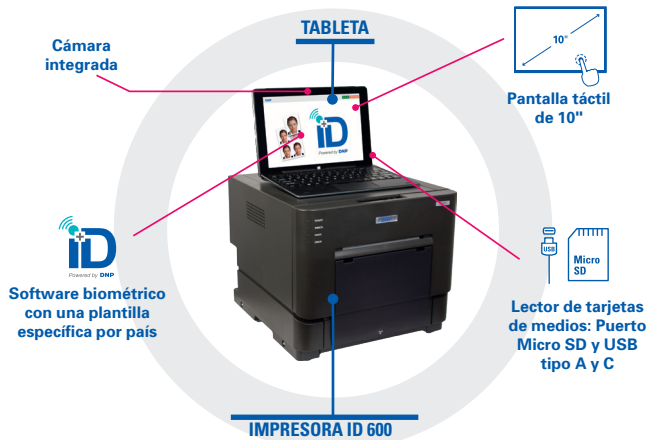 TABLETA
Cámara
integrada
10"
Pantalla táctil
de 10"
DNP
iD
Powered by DNP
iD
Powered by DNP
Software biométrico
con una plantilla
específica por país
USB
Micro
SD
Lector de tarjetas
de medios: Puerto
Micro SD y USB
tipo A y C
IMPRESORA ID 600